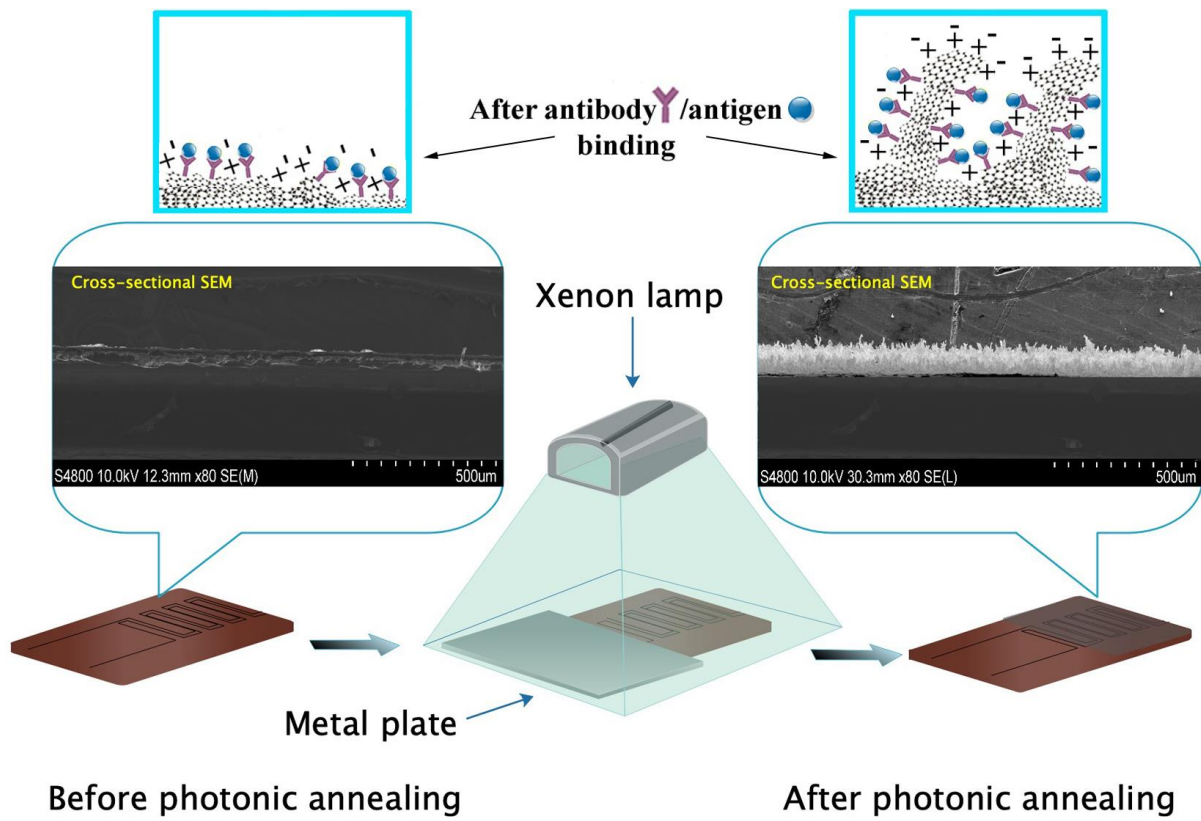 After antibody/antigen
binding
Cross-sectional SEM
S4800 10.0kV 12.3mm x80 SE(M)
500um
Xenon lamp
Cross-sectional SEM
S4800 10.0kV 30.3mm x80 SE(L)
500um
Metal plate
Before photonic annealing
After photonic annealing